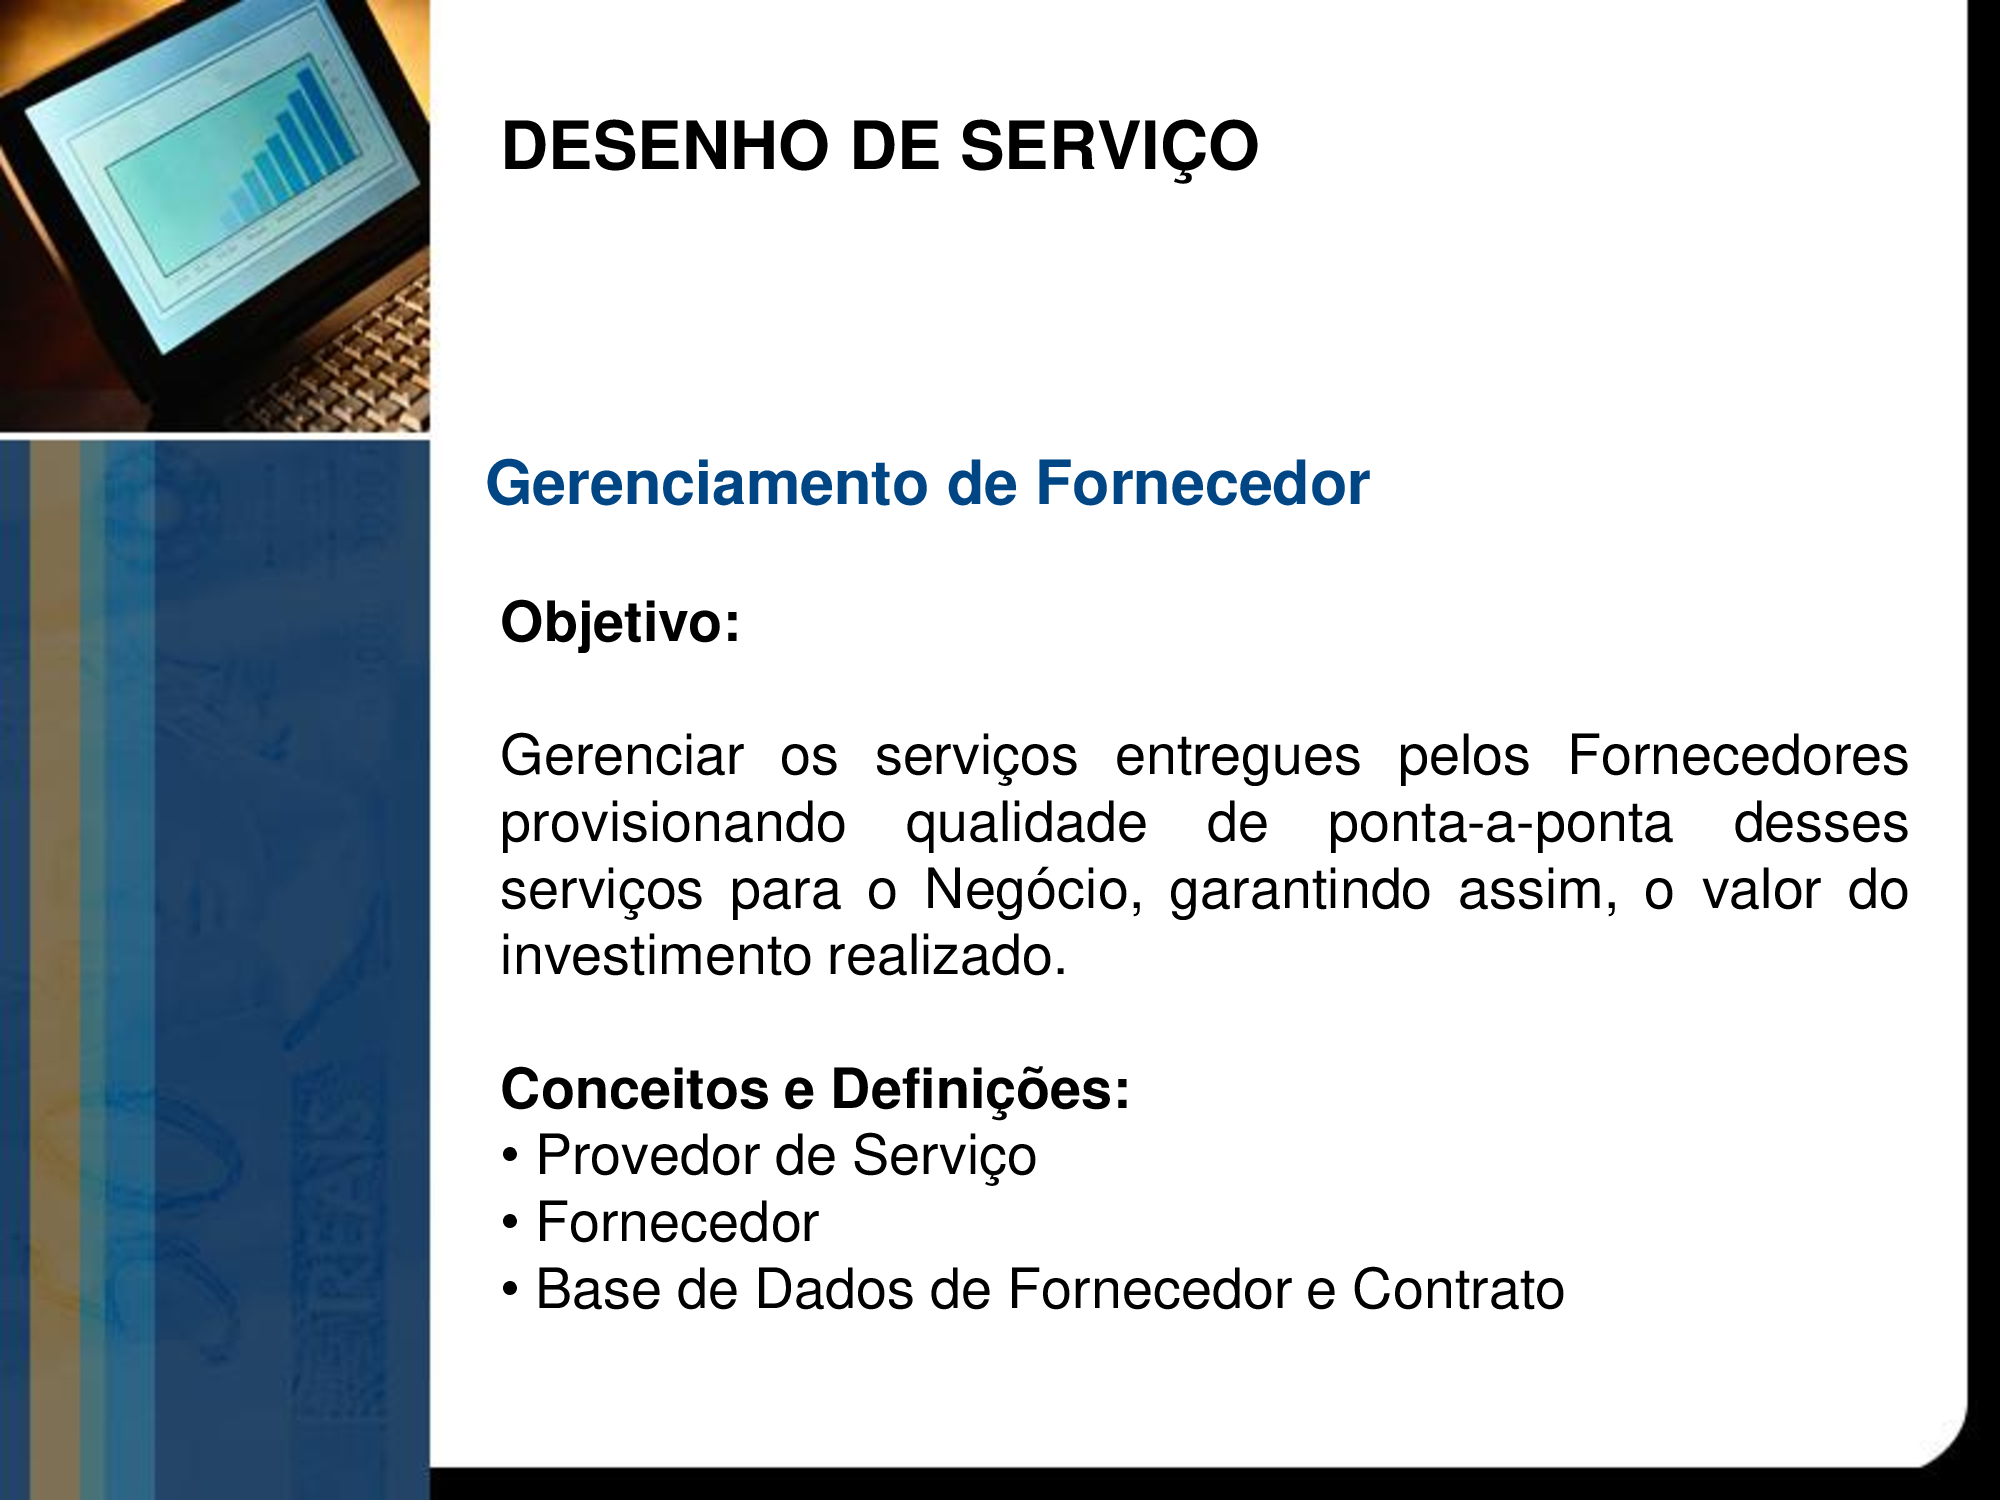 DESENHO DE SERVIÇO
Gerenciamento de Fornecedor
Objetivo:
Gerenciar os serviços entregues pelos Fornecedores
provisionando qualidade de ponta-a-ponta desses
serviços para o Negócio, garantindo assim, o valor do
investimento realizado.
Conceitos e Definições:
• Provedor de Serviço
• Fornecedor
• Base de Dados de Fornecedor e Contrato
REAIS